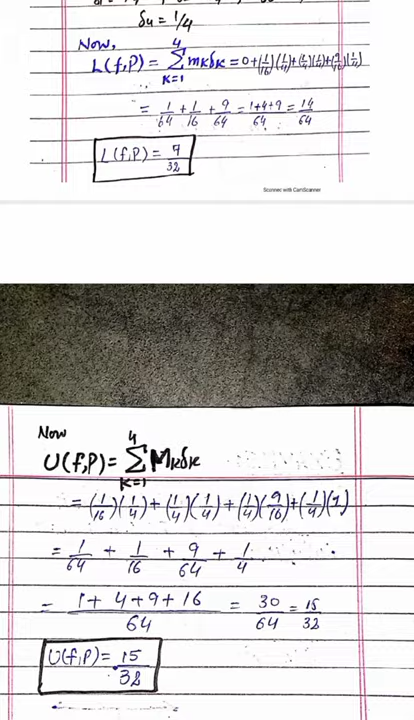 δ4 = 1/4
Now,
L(f,P) = 4∑K=1 mKδK = 0+(1/16)(1/4)+(1/4)(1/4)+(9/16)(1/4)
= 1/64 + 1/16 + 9/64 = 1+4+9/64 = 14/64
L(f,P) = 7/32
Scanned with CamScanner
Now
U(f,P) = 4∑K=1 MKδK
= (1/16)(1/4) + (1/4)(1/4) + (1/4)(9/16) + (1/4)(1)
= 1/64 + 1/16 + 9/64 + 1/4
= 1+4+9+16/64 = 30/64 = 15/32
U(f,P) = 15/32